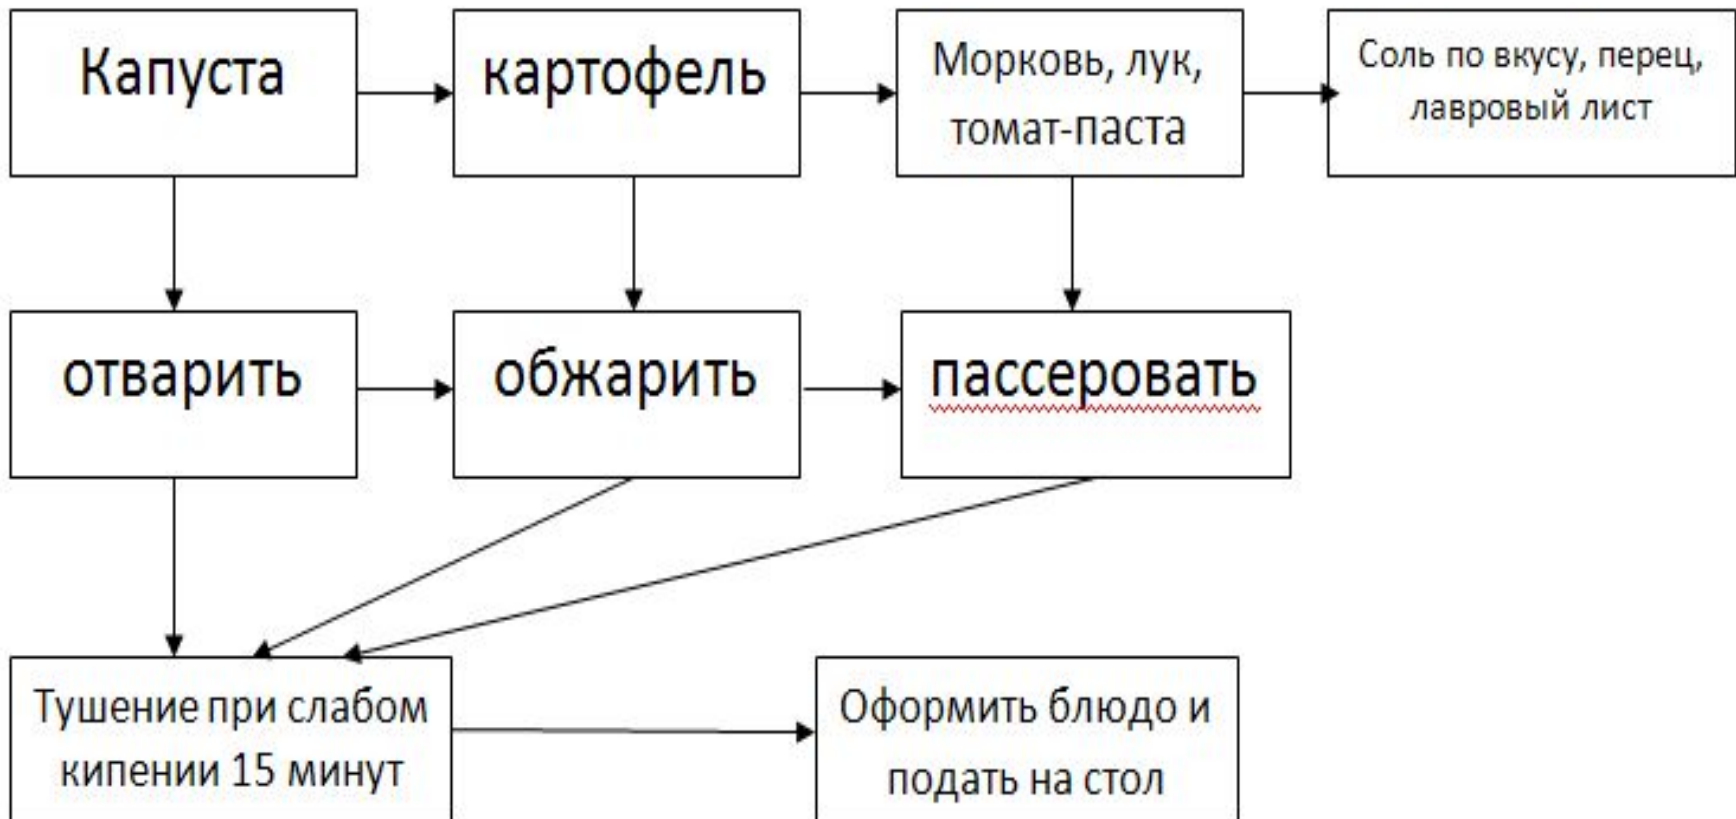 Капуста
картофель
Морковь, лук,
томат-паста
Соль по вкусу, перец,
лавровый лист
отварить
обжарить
пассеровать
Тушение при слабом
кипении 15 минут
Оформить блюдо и
подать на стол